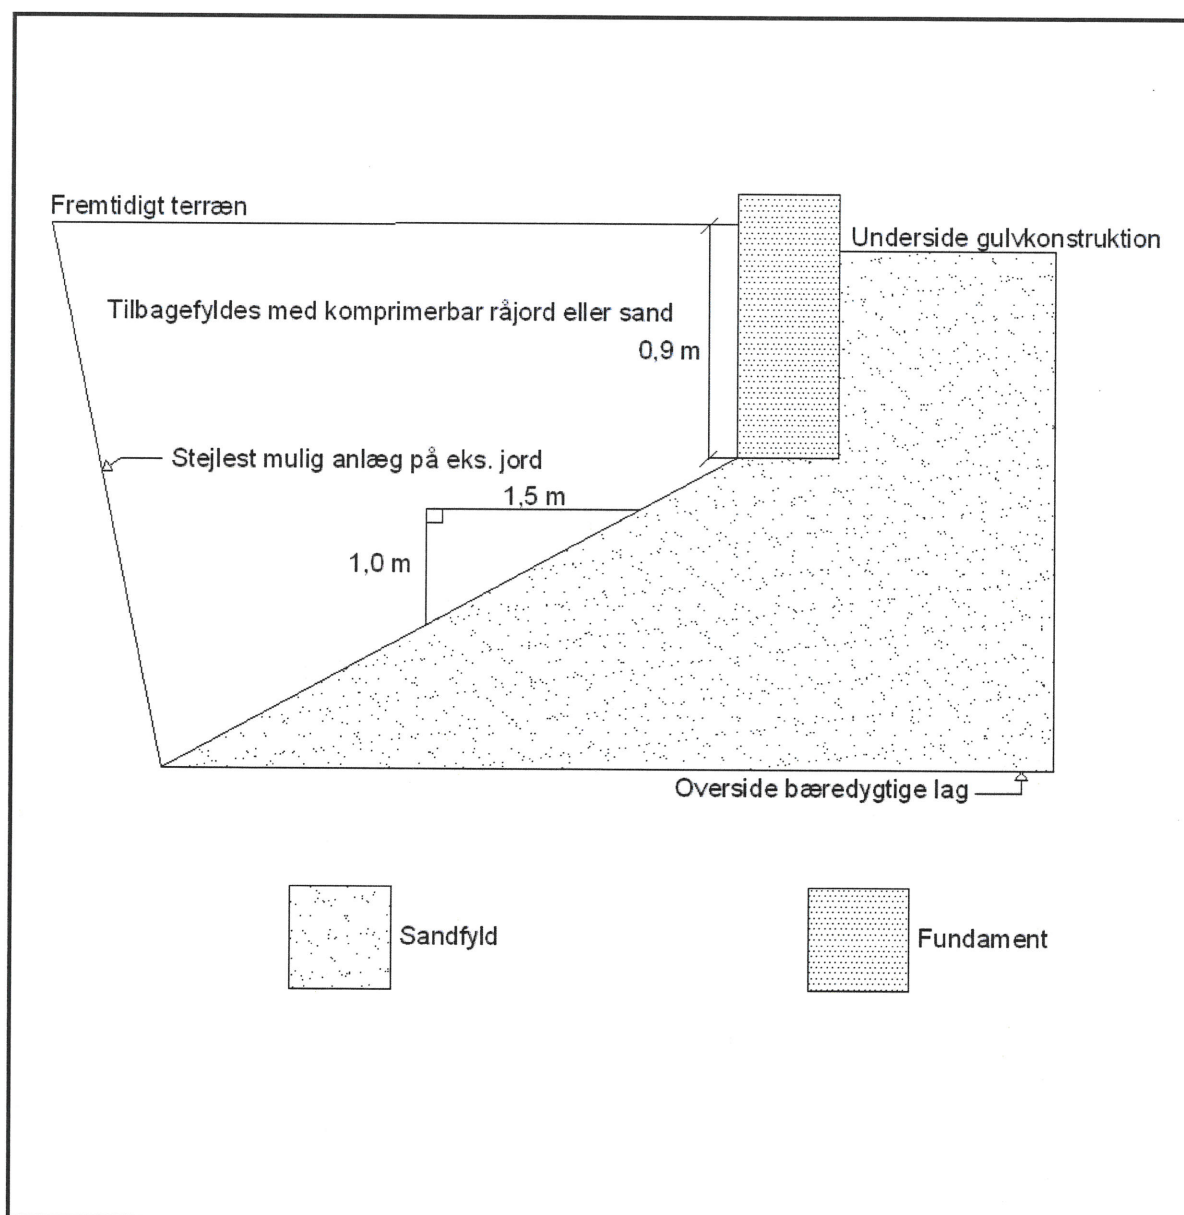 Fremtidigt terræn
Underside gulvkonstruktion
Tilbagefyldes med komprimerbar råjord eller sand
0,9 m
Stejlest mulig anlæg på eks. jord
1,5 m
1,0 m
Overside bæredygtige lag
Sandfyld
Fundament